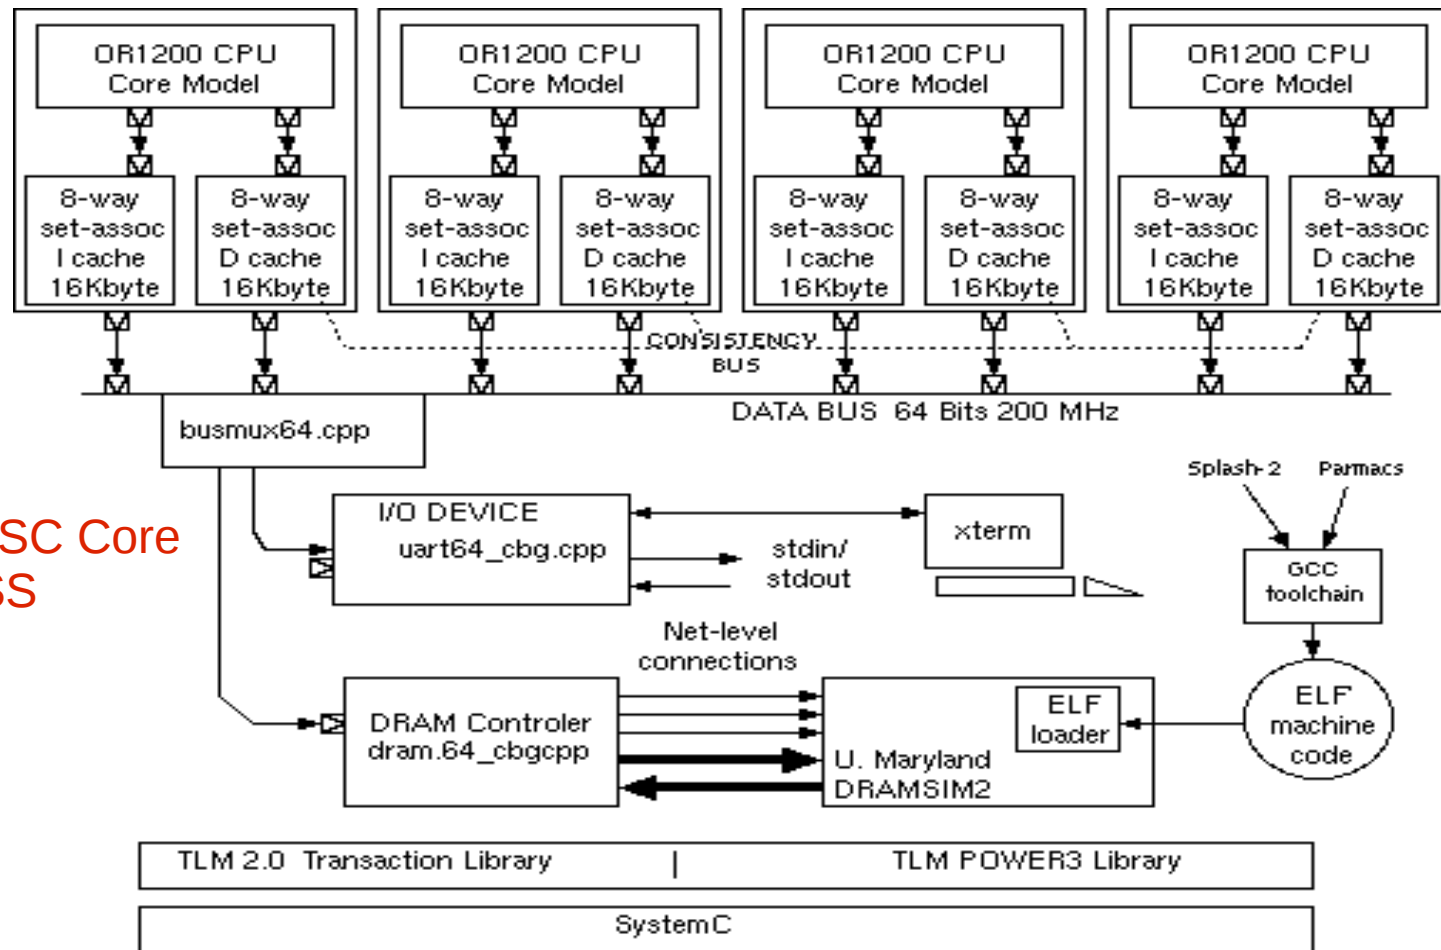 OR1200 CPU
Core Model
OR1200 CPU
Core Model
OR1200 CPU
Core Model
OR1200 CPU
Core Model
8-way
set-assoc
I cache
16Kbyte
8-way
set-assoc
D cache
16Kbyte
8-way
set-assoc
I cache
16Kbyte
8-way
set-assoc
D cache
16Kbyte
8-way
set-assoc
I cache
16Kbyte
8-way
set-assoc
D cache
16Kbyte
8-way
set-assoc
I cache
16Kbyte
8-way
set-assoc
D cache
16Kbyte
CONSISTENCY
BUS
DATA BUS 64 Bits 200 MHz
busmux64.cpp
SC Core
SS
I/O DEVICE
uart64_cbg.cpp
stdin/
stdout
xterm
Splash-2 Parmacs
GCC
toolchain
Net-level
connections
DRAM Controler
dram.64_cbgcpp
U. Maryland
DRAMSIM2
ELF
loader
ELF
machine
code
TLM 2.0 Transaction Library | TLM POWER3 Library
SystemC